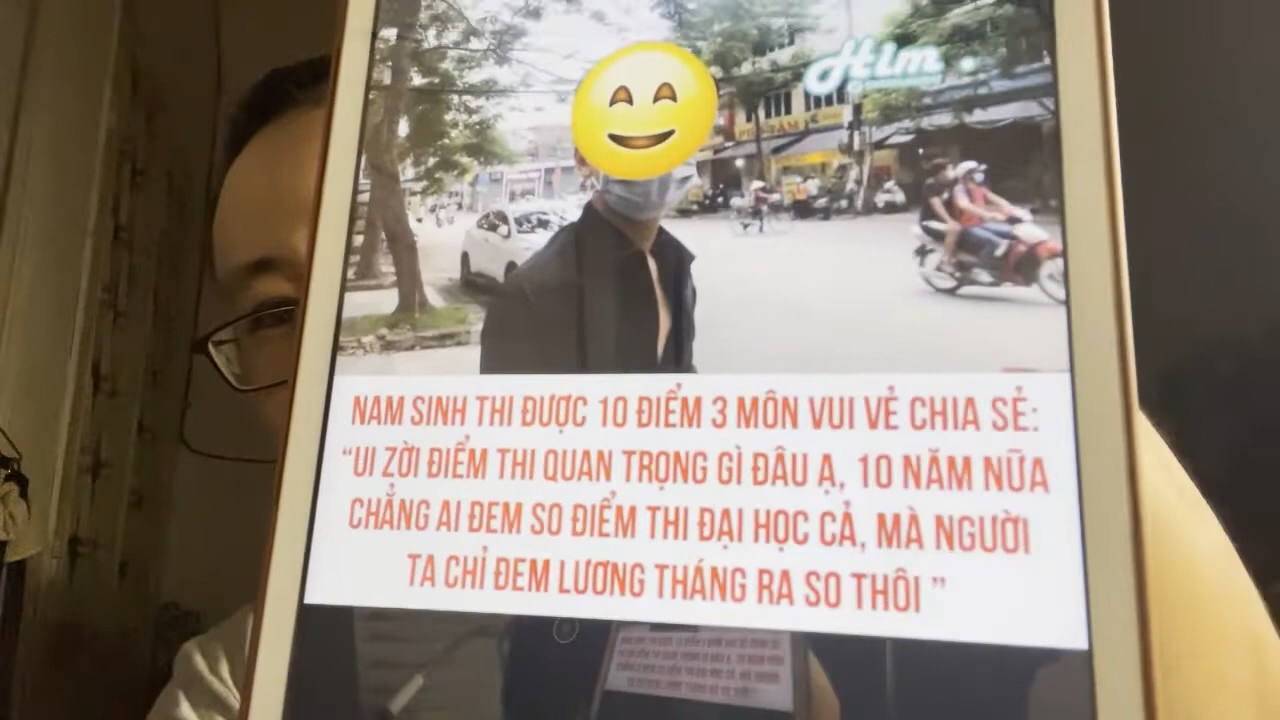 Him
NAM SINH THI ĐƯỢC 10 ĐIỂM 3 MÔN VUI VẺ CHIA SẺ:
“UI ZỜI ĐIỂM THI QUAN TRỌNG GÌ ĐÂU Ạ, 10 NĂM NỮA
CHẲNG AI ĐEM SO ĐIỂM THI ĐẠI HỌC CẢ, MÀ NGƯỜI
TA CHỈ ĐEM LƯƠNG THÁNG RA SO THÔI ”